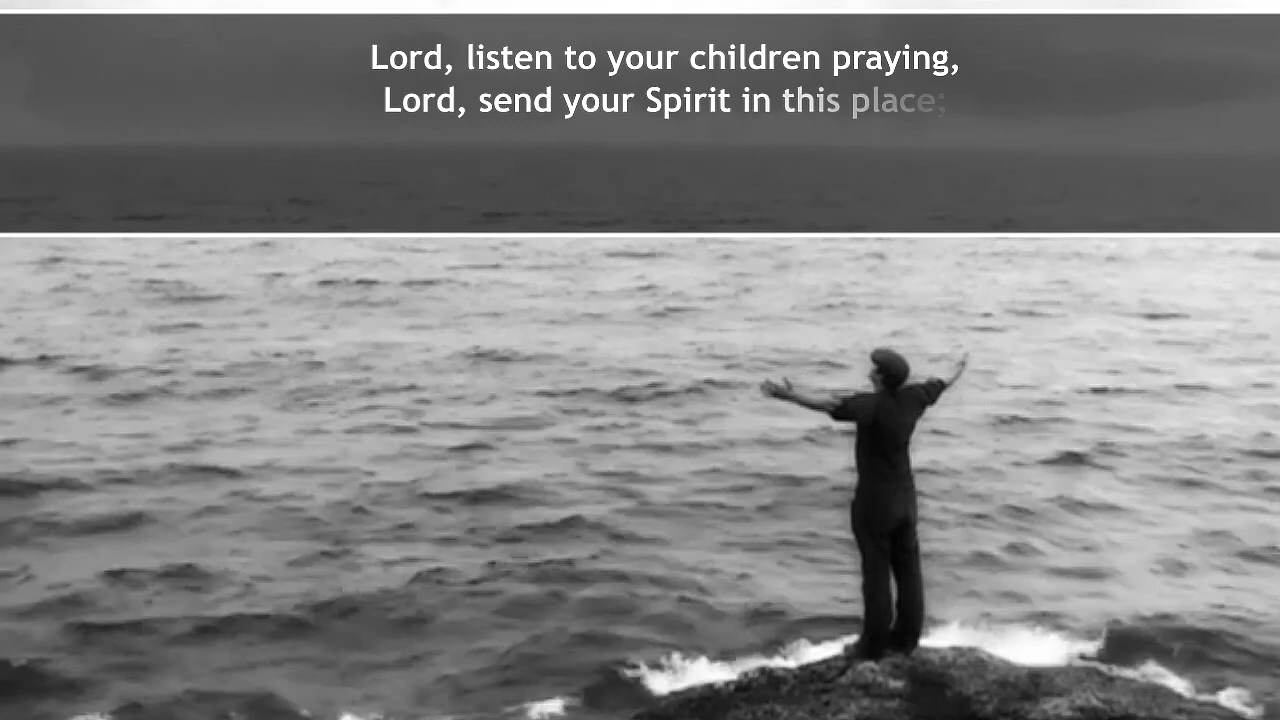 Lord, listen to your children praying,
Lord, send your Spirit in this place;